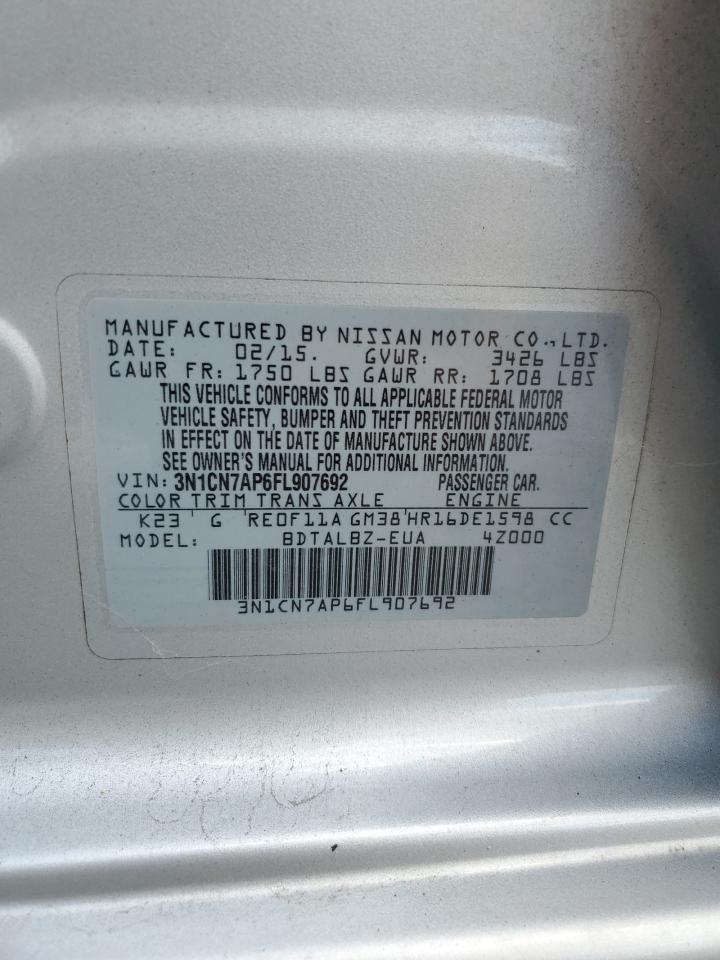 MANUFACTURED BY NISSAN MOTOR CO.,LTD.
DATE: 02/15. GVWR: 3426 LBS
GAWR FR: 1750 LBS GAWR RR: 1708 LBS
THIS VEHICLE CONFORMS TO ALL APPLICABLE FEDERAL MOTOR
VEHICLE SAFETY, BUMPER AND THEFT PREVENTION STANDARDS
IN EFFECT ON THE DATE OF MANUFACTURE SHOWN ABOVE.
SEE OWNER'S MANUAL FOR ADDITIONAL INFORMATION.
VIN: 3N1CN7AP6FL907692 PASSENGER CAR.
COLOR TRIM TRANS AXLE ENGINE
K23 ' G 'RE0F11A GM38'HR16DE1598 CC
MODEL: BDTALBZ-EUA 4Z000
3N1CN7AP6FL907692